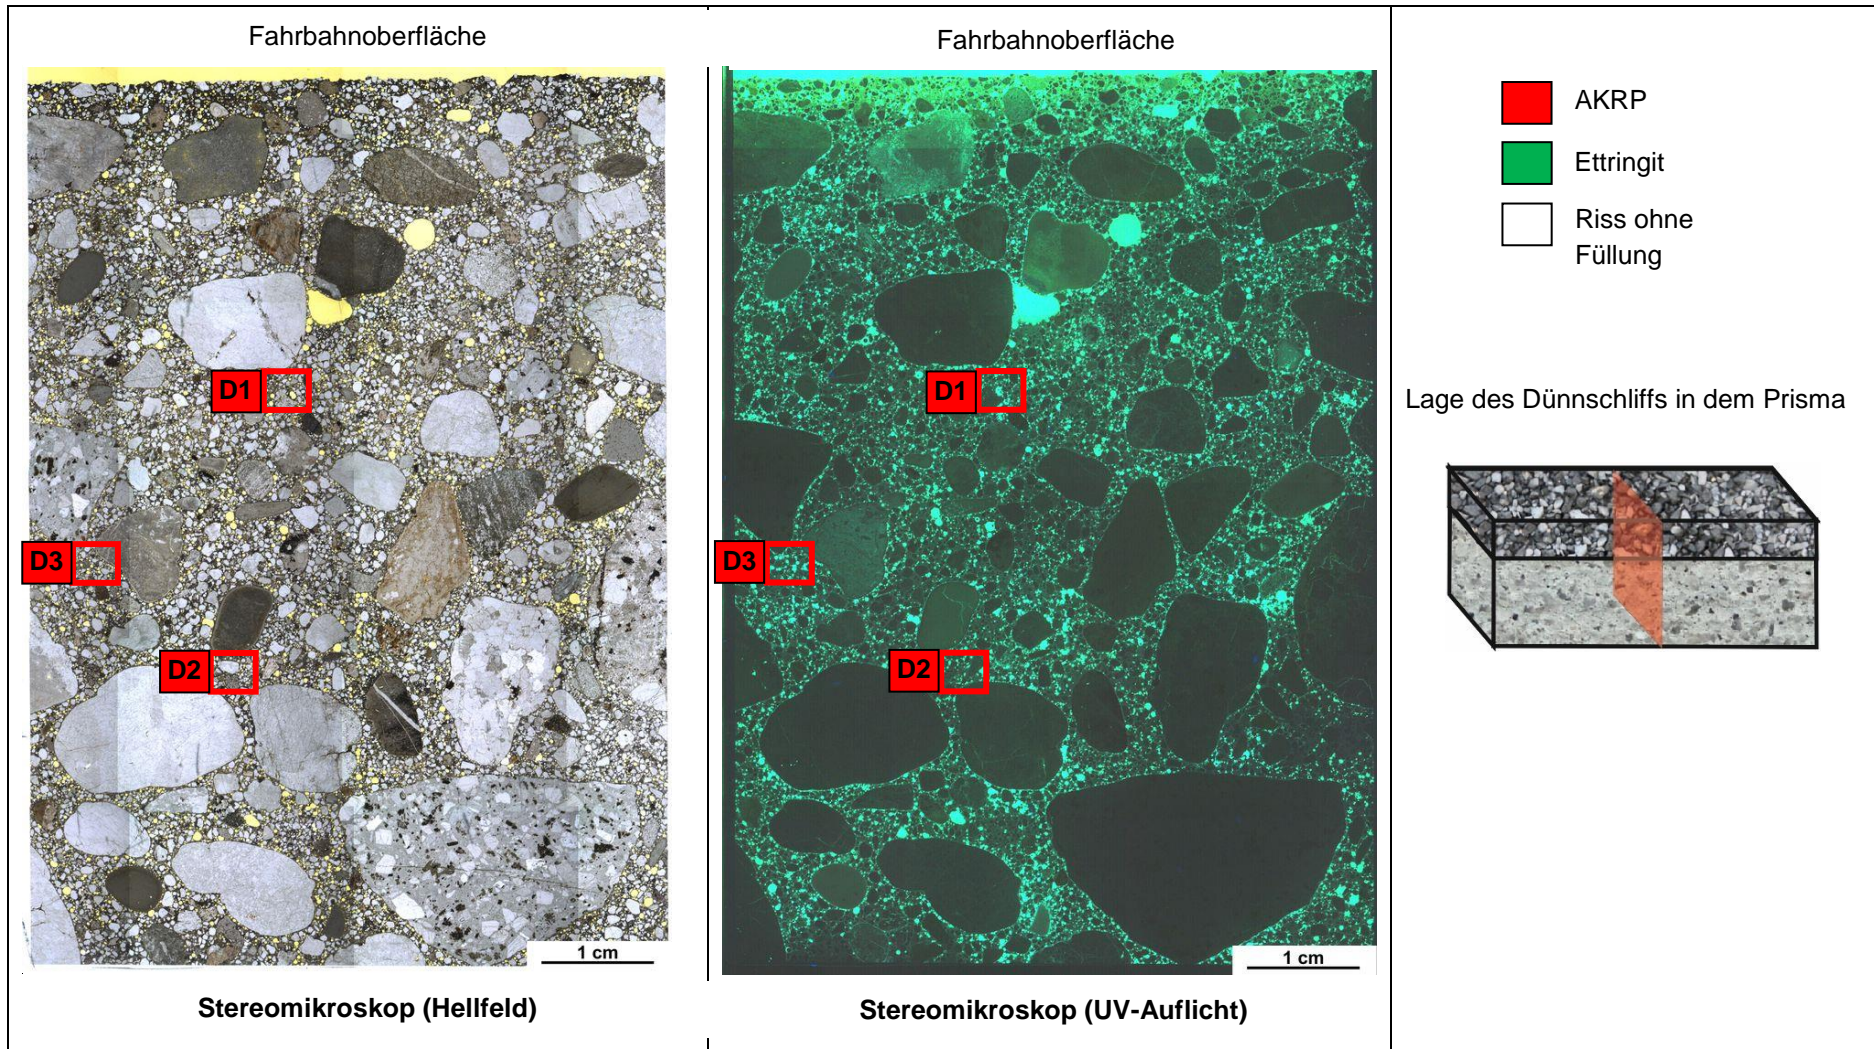 Fahrbahnoberfläche
D1
D3
D2
1 cm
Stereomikroskop (Hellfeld)
Fahrbahnoberfläche
D1
D3
D2
1 cm
Stereomikroskop (UV-Auflicht)
AKRP
Ettringit
Riss ohne
Füllung
Lage des Dünnschliffs in dem Prisma